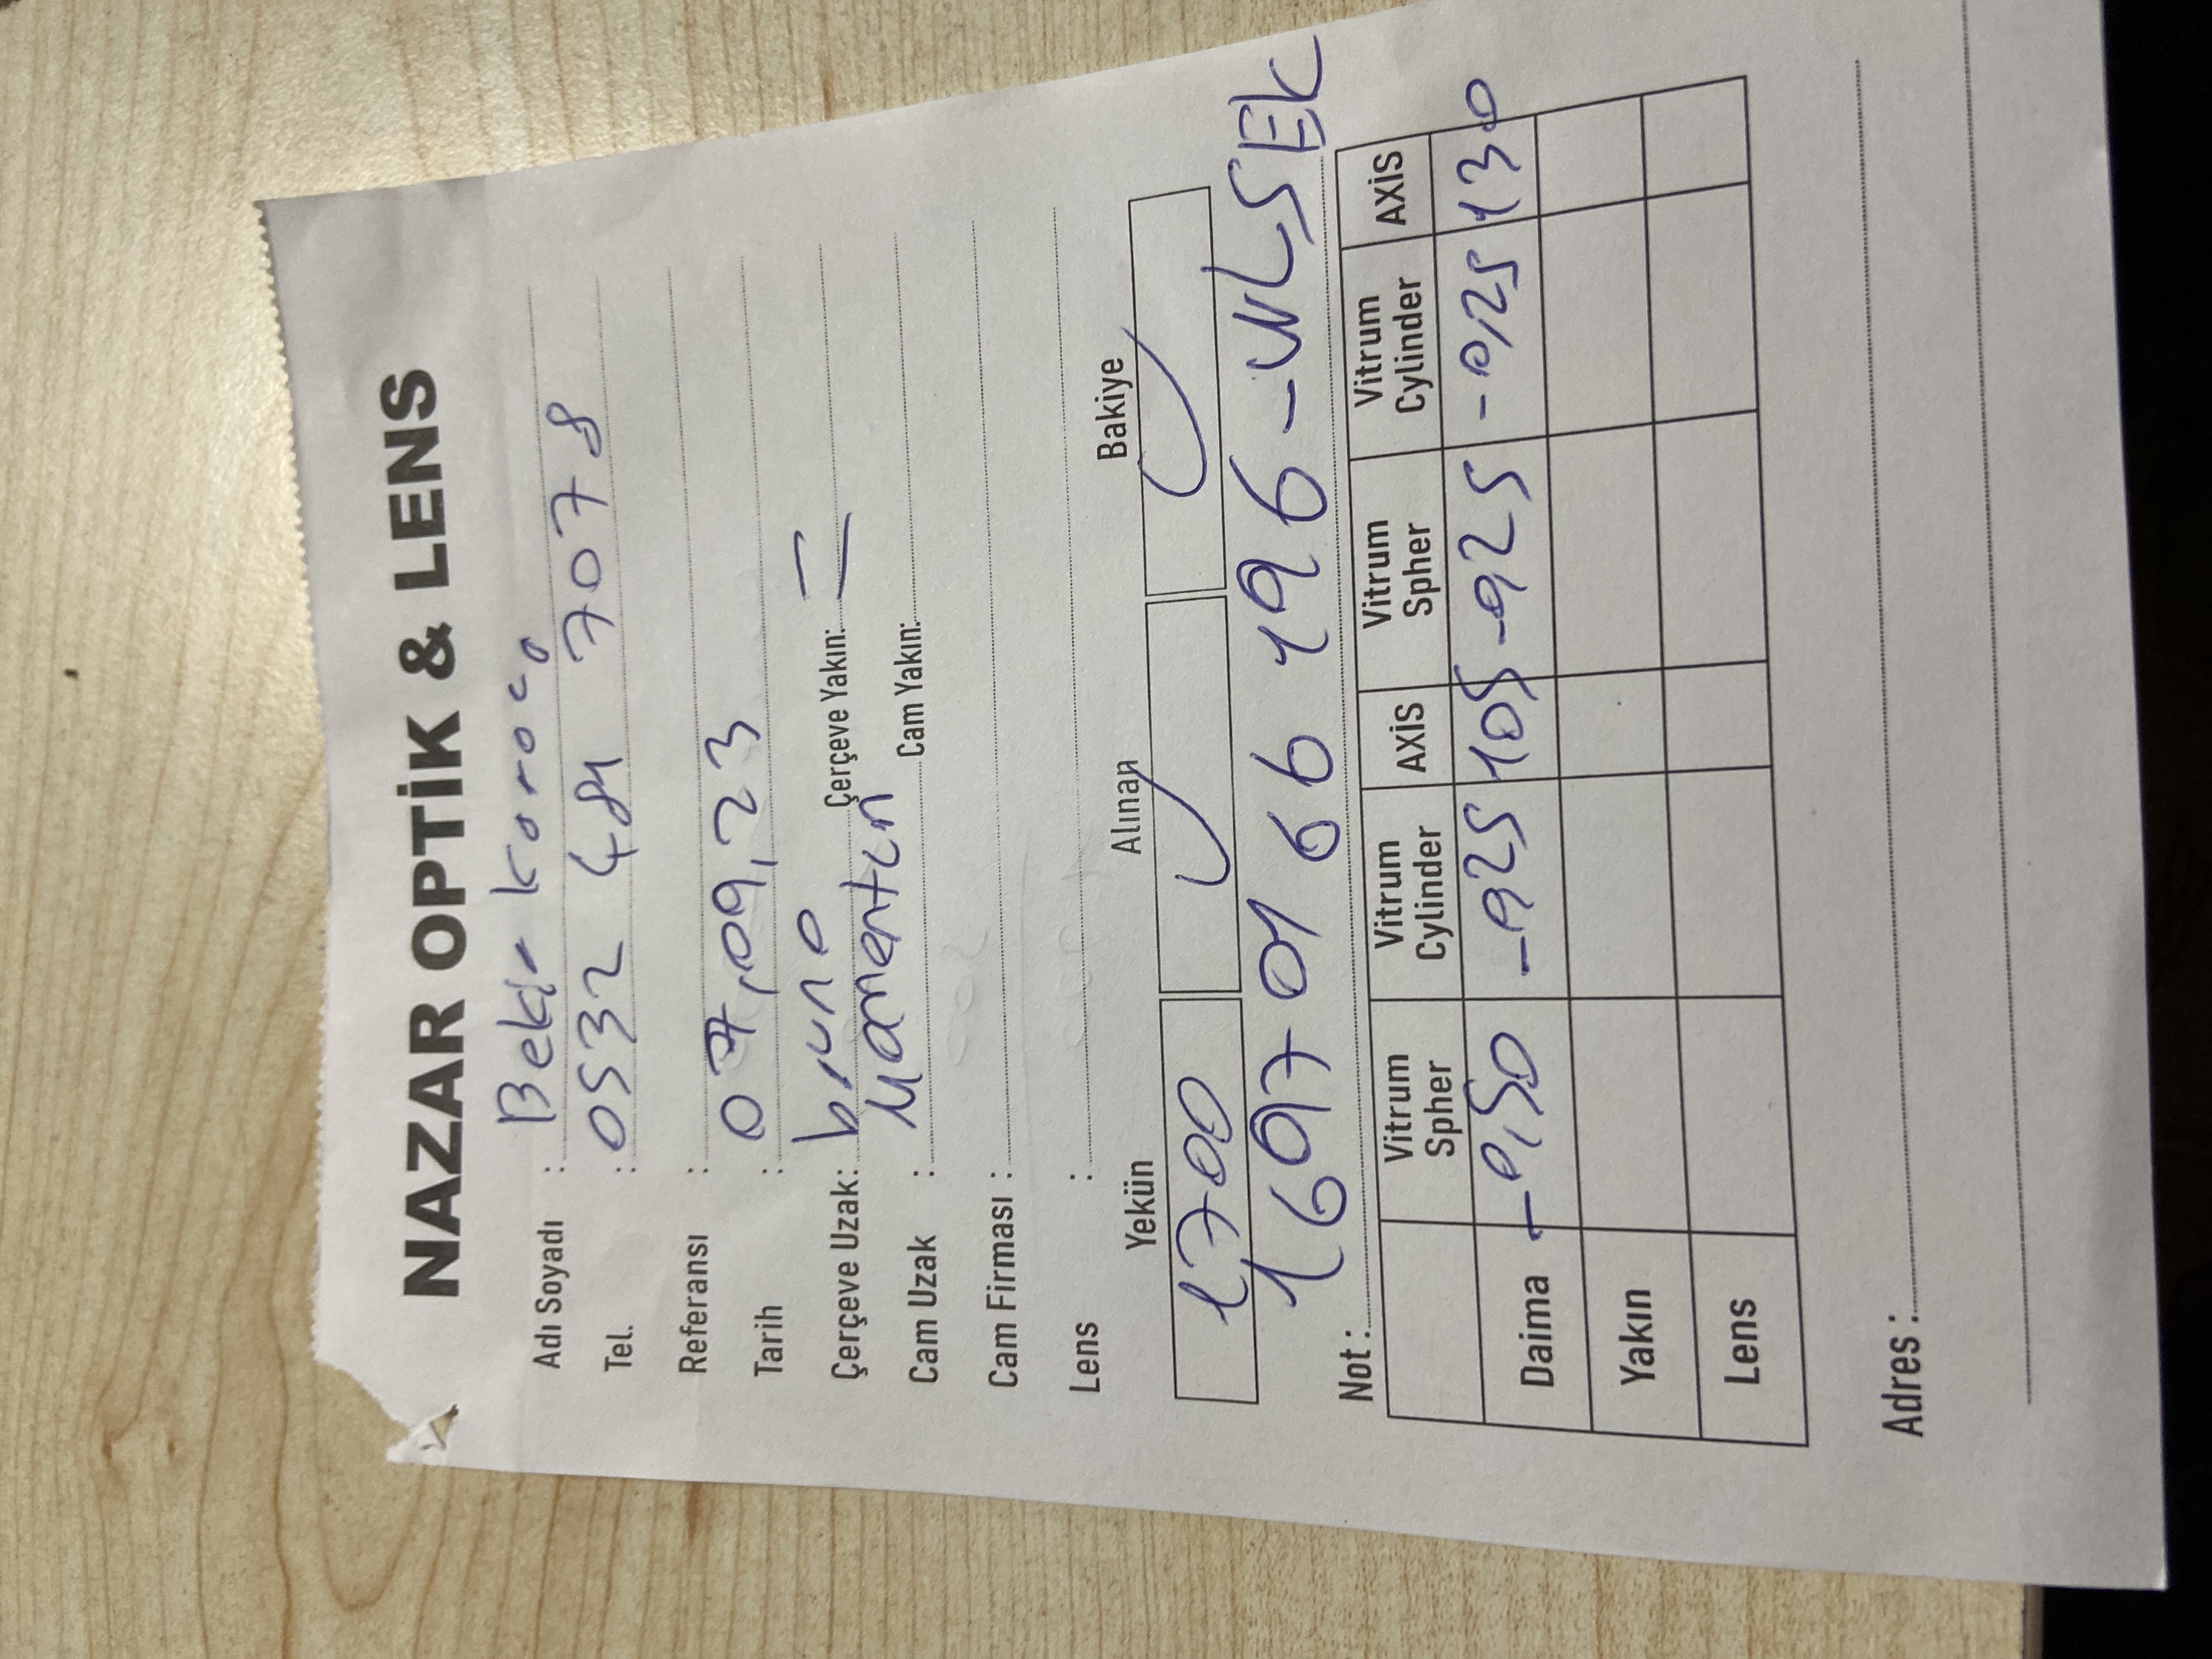 NAZAR OPTİK & LENS
Adı Soyadı : Bekir Karaca
Tel. : 0532 481 7078
Referansı :
Tarih : 07,09,23
Çerçeve Uzak: bruno Çerçeve Yakın: =
Cam Uzak : Cam Yakın:
Cam Firması :
Lens :
Yekün Alınan Bakiye
1700 ✓ ✓
16970166196
Not :
Vitrum Spher Vitrum Cylinder AXİS Vitrum Spher Vitrum Cylinder AXİS
Daima -0,50 -0,25 105 -0,25 -0,25 130
Yakın
Lens
Adres :